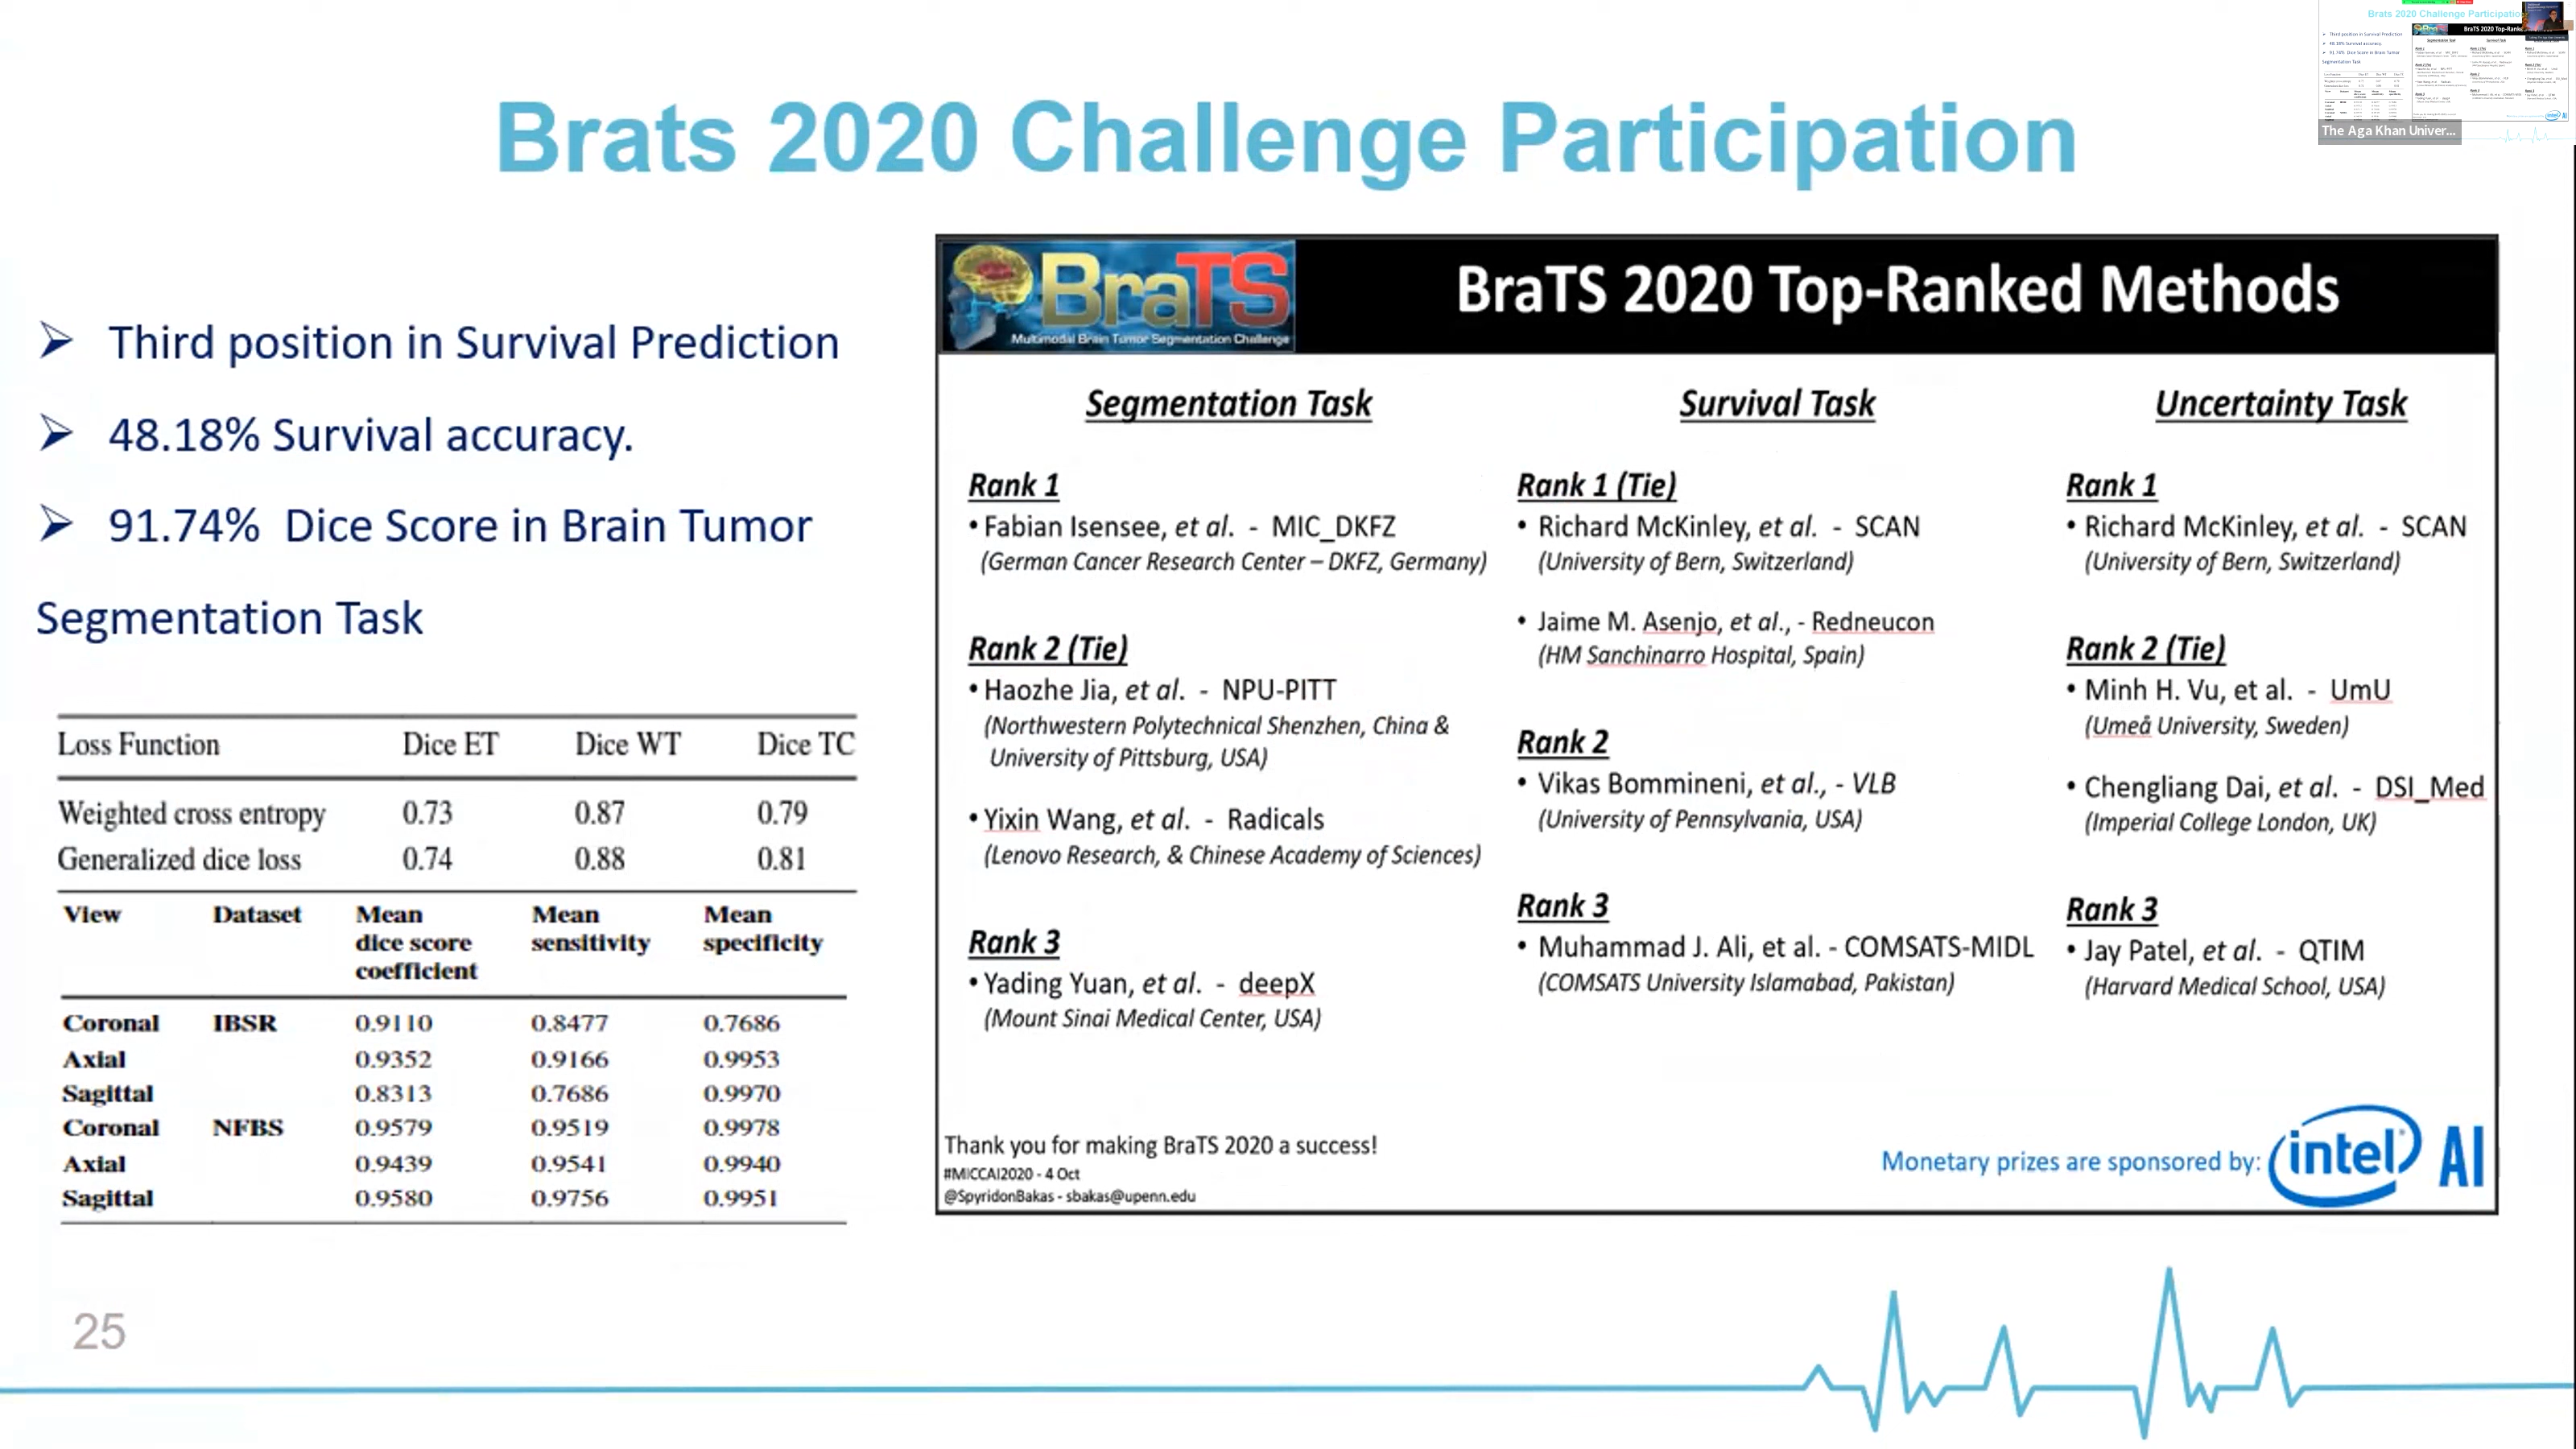 Brats 2020 Challenge Participation
The Aga Khan Univer...
➢ Third position in Survival Prediction
➢ 48.18% Survival accuracy.
➢ 91.74% Dice Score in Brain Tumor
Segmentation Task
Loss Function Dice ET Dice WT Dice TC
Weighted cross entropy 0.73 0.87 0.79
Generalized dice loss 0.74 0.88 0.81
View Dataset Mean dice score coefficient Mean sensitivity Mean specificity
Coronal IBSR 0.9110 0.8477 0.7686
Axial 0.9352 0.9166 0.9953
Sagittal 0.8313 0.7686 0.9970
Coronal NFBS 0.9579 0.9519 0.9978
Axial 0.9439 0.9541 0.9940
Sagittal 0.9580 0.9756 0.9951
BraTS
Multimodal Brain Tumor Segmentation Challenge
BraTS 2020 Top-Ranked Methods
Segmentation Task
Rank 1
• Fabian Isensee, et al. - MIC_DKFZ
(German Cancer Research Center – DKFZ, Germany)
Rank 2 (Tie)
• Haozhe Jia, et al. - NPU-PITT
(Northwestern Polytechnical Shenzhen, China &
University of Pittsburg, USA)
• Yixin Wang, et al. - Radicals
(Lenovo Research, & Chinese Academy of Sciences)
Rank 3
• Yading Yuan, et al. - deepX
(Mount Sinai Medical Center, USA)
Survival Task
Rank 1 (Tie)
• Richard McKinley, et al. - SCAN
(University of Bern, Switzerland)
• Jaime M. Asenjo, et al., - Redneucon
(HM Sanchinarro Hospital, Spain)
Rank 2
• Vikas Bommineni, et al., - VLB
(University of Pennsylvania, USA)
Rank 3
• Muhammad J. Ali, et al. - COMSATS-MIDL
(COMSATS University Islamabad, Pakistan)
Uncertainty Task
Rank 1
• Richard McKinley, et al. - SCAN
(University of Bern, Switzerland)
Rank 2 (Tie)
• Minh H. Vu, et al. - UmU
(Umeå University, Sweden)
• Chengliang Dai, et al. - DSI_Med
(Imperial College London, UK)
Rank 3
• Jay Patel, et al. - QTIM
(Harvard Medical School, USA)
Thank you for making BraTS 2020 a success!
#MICCAI2020 - 4 Oct
@SpyridonBakas - sbakas@upenn.edu
Monetary prizes are sponsored by: intel AI
25